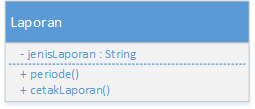 Laporan
- jenisLaporan : String
+ periode()
+ cetakLaporan()